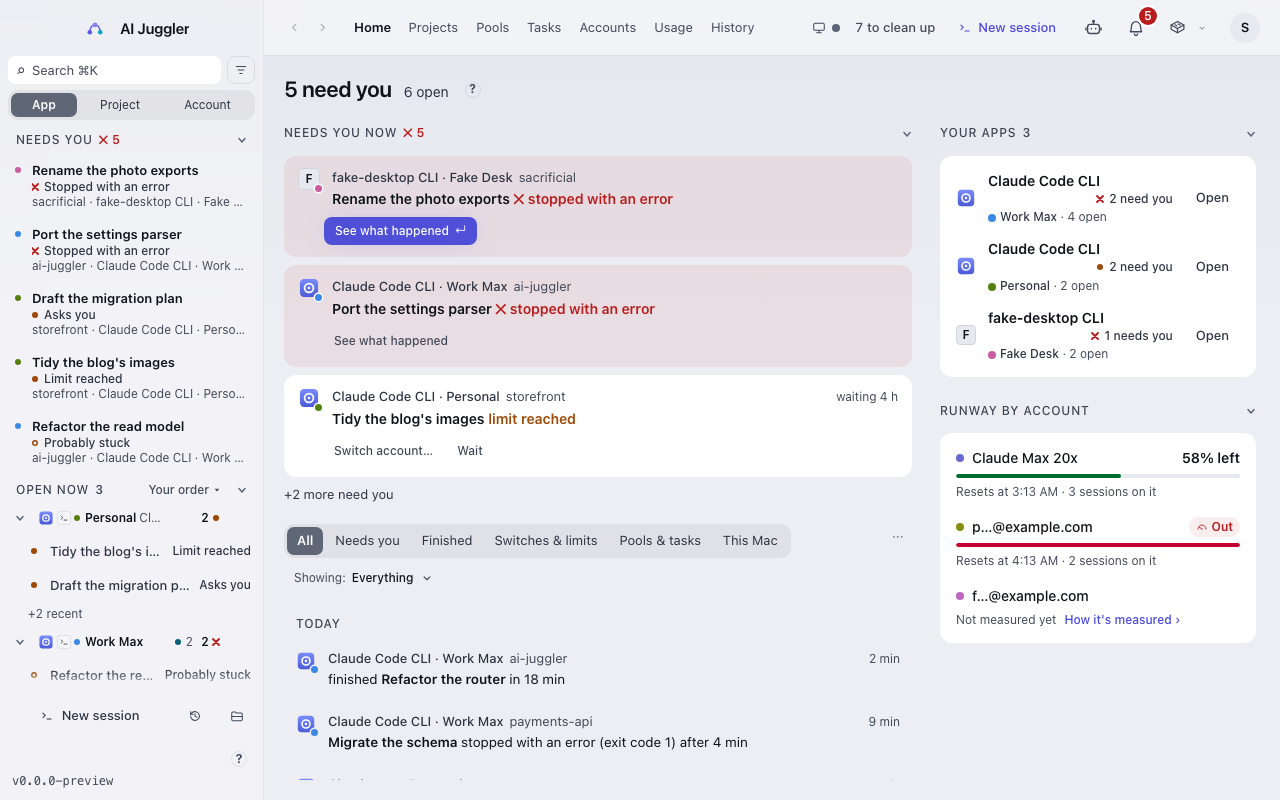 AI Juggler
Search ⌘K
App Project Account
NEEDS YOU 5
Rename the photo exports
Stopped with an error
sacrificial · fake-desktop CLI · Fake ...
Port the settings parser
Stopped with an error
ai-juggler · Claude Code CLI · Work ...
Draft the migration plan
Asks you
storefront · Claude Code CLI · Perso...
Tidy the blog's images
Limit reached
storefront · Claude Code CLI · Perso...
Refactor the read model
Probably stuck
ai-juggler · Claude Code CLI · Work ...
OPEN NOW 3 Your order
Personal Cl... 2
Tidy the blog's i... Limit reached
Draft the migration p... Asks you
+2 recent
Work Max 2 2
Refactor the re... Probably stuck
New session
?
v0.0.0-preview
Home Projects Pools Tasks Accounts Usage History 7 to clean up New session 5 S
5 need you 6 open ?
NEEDS YOU NOW 5
F fake-desktop CLI · Fake Desk sacrificial
Rename the photo exports stopped with an error
See what happened ↵
Claude Code CLI · Work Max ai-juggler
Port the settings parser stopped with an error
See what happened
Claude Code CLI · Personal storefront waiting 4 h
Tidy the blog's images limit reached
Switch account... Wait
+2 more need you
All Needs you Finished Switches & limits Pools & tasks This Mac ...
Showing: Everything
TODAY
Claude Code CLI · Work Max ai-juggler 2 min
finished Refactor the router in 18 min
Claude Code CLI · Work Max payments-api 9 min
Migrate the schema stopped with an error (exit code 1) after 4 min
YOUR APPS 3
Claude Code CLI
2 need you Open
Work Max · 4 open
Claude Code CLI
2 need you Open
Personal · 2 open
fake-desktop CLI
F 1 needs you Open
Fake Desk · 2 open
RUNWAY BY ACCOUNT
Claude Max 20x 58% left
Resets at 3:13 AM · 3 sessions on it
p...@example.com Out
Resets at 4:13 AM · 2 sessions on it
f...@example.com
Not measured yet How it's measured ›